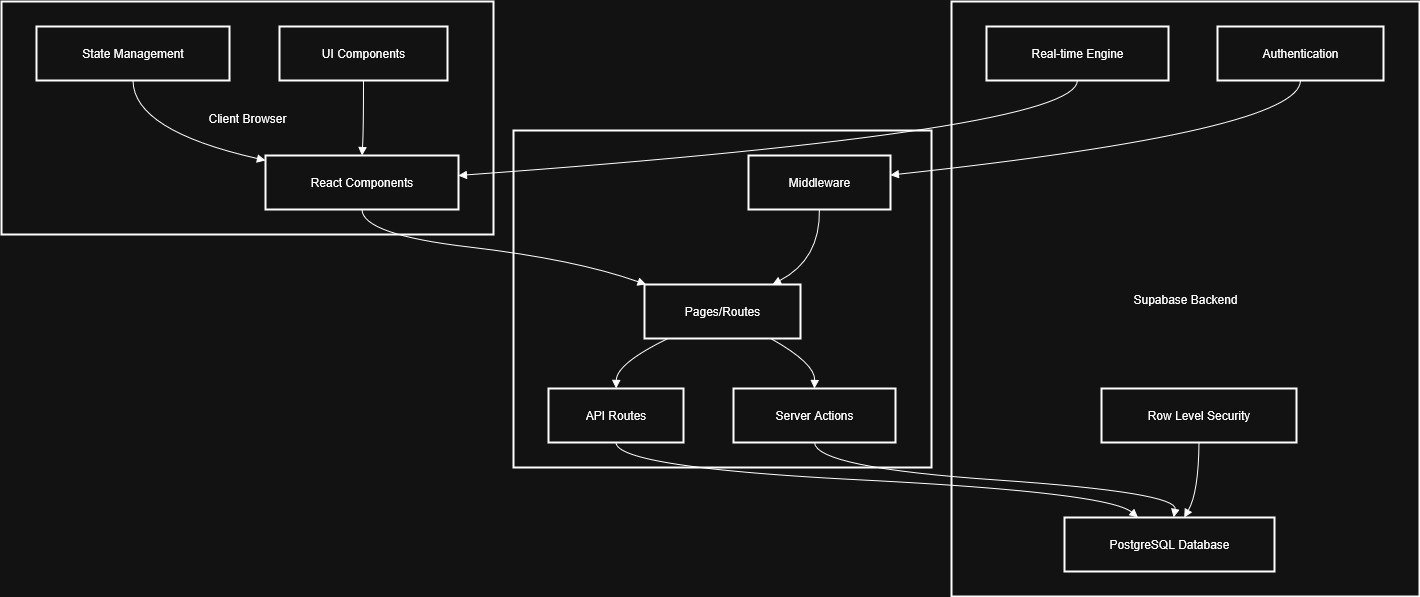 State Management
UI Components
Real-time Engine
Authentication
Client Browser
React Components
Middleware
Supabase Backend
Pages/Routes
API Routes
Server Actions
Row Level Security
PostgreSQL Database